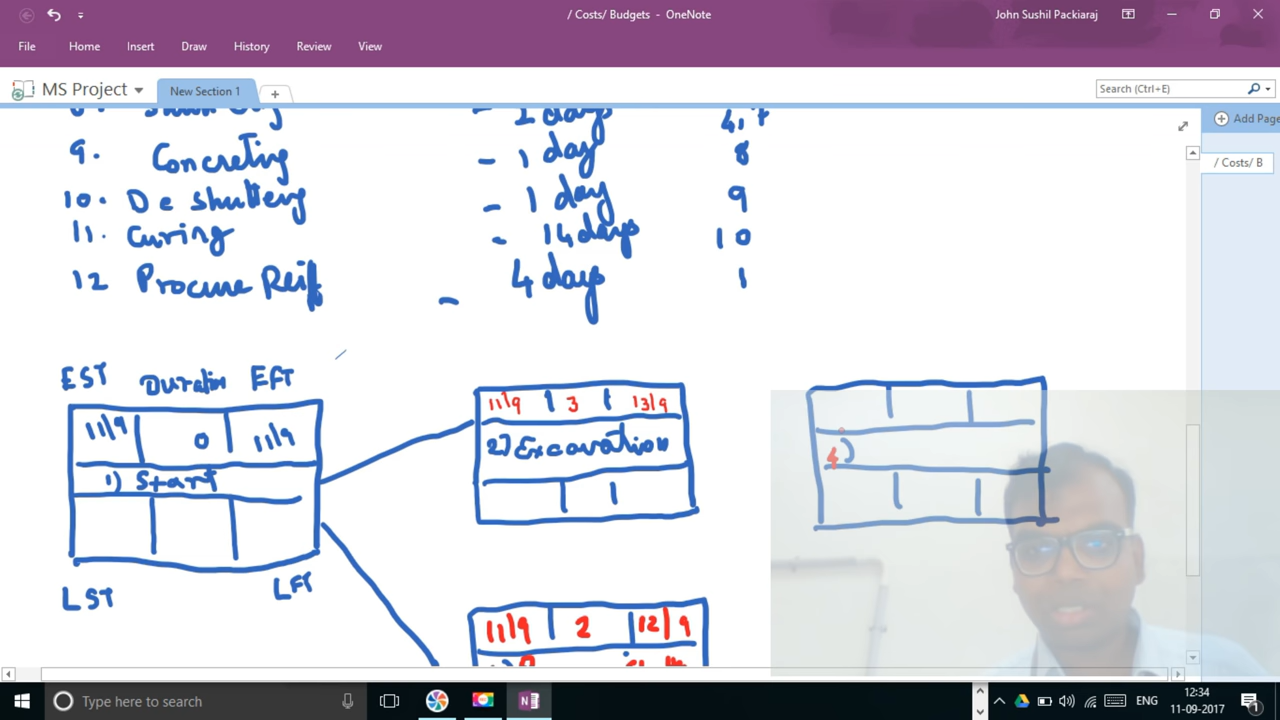 / Costs/ Budgets - OneNote
John Sushil Packiaraj
File Home Insert Draw History Review View
MS Project
New Section 1
+
Search (Ctrl+E)
Add Page
/ Costs/ B
2 days
9. Concreting - 1 day 8
10. De shuttering - 1 day 9
11. Curing - 14 days 10
12 Procure Reif - 4 days 1
EST Duration EFT
11/9 0 11/9
1) Start
LST LFT
11/9 3 13/9
2) Excavation
4)
11/9 2 12/9
Type here to search
ENG
12:34
11-09-2017